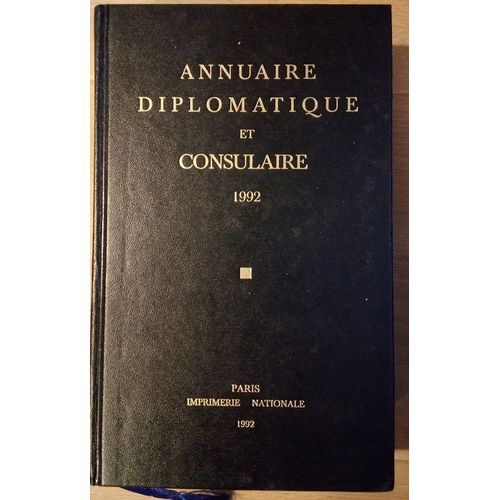 ANNUAIRE
DIPLOMATIQUE
ET
CONSULAIRE
1992
PARIS
IMPRIMERIE NATIONALE
1992